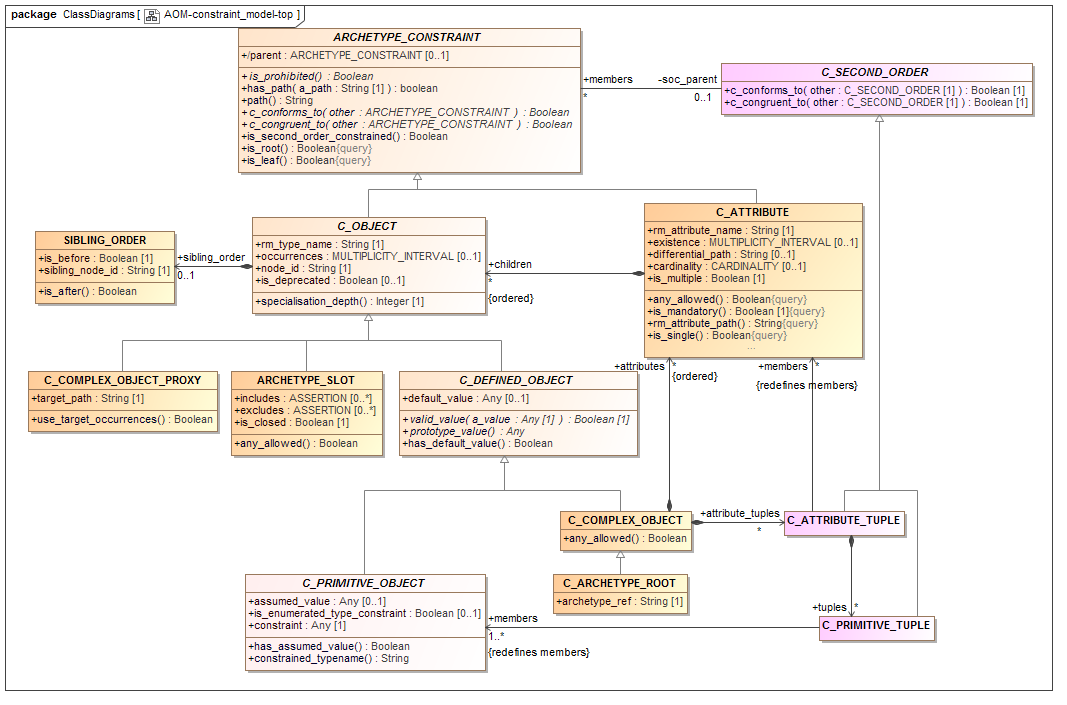 package ClassDiagrams [ AOM-constraint_model-top ]
ARCHETYPE_CONSTRAINT
+/parent : ARCHETYPE_CONSTRAINT [0..1]
+is_prohibited() : Boolean
+has_path( a_path : String [1] ) : boolean
+path() : String
+c_conforms_to( other : ARCHETYPE_CONSTRAINT ) : Boolean
+c_congruent_to( other : ARCHETYPE_CONSTRAINT ) : Boolean
+is_second_order_constrained() : Boolean
+is_root() : Boolean{query}
+is_leaf() : Boolean{query}
+members
*
-soc_parent
0..1
C_SECOND_ORDER
+c_conforms_to( other : C_SECOND_ORDER [1] ) : Boolean [1]
+c_congruent_to( other : C_SECOND_ORDER [1] ) : Boolean [1]
SIBLING_ORDER
+is_before : Boolean [1]
+sibling_node_id : String [1]
+is_after() : Boolean
+sibling_order
0..1
C_OBJECT
+rm_type_name : String [1]
+occurrences : MULTIPLICITY_INTERVAL [0..1]
+node_id : String [1]
+is_deprecated : Boolean [0..1]
+specialisation_depth() : Integer [1]
+children
*
{ordered}
C_ATTRIBUTE
+rm_attribute_name : String [1]
+existence : MULTIPLICITY_INTERVAL [0..1]
+differential_path : String [0..1]
+cardinality : CARDINALITY [0..1]
+is_multiple : Boolean [1]
+any_allowed() : Boolean{query}
+is_mandatory() : Boolean [1]{query}
+rm_attribute_path() : String{query}
+is_single() : Boolean{query}
...
+attributes *
{ordered}
+members *
{redefines members}
C_COMPLEX_OBJECT_PROXY
+target_path : String [1]
+use_target_occurrences() : Boolean
ARCHETYPE_SLOT
+includes : ASSERTION [0..*]
+excludes : ASSERTION [0..*]
+is_closed : Boolean [1]
+any_allowed() : Boolean
C_DEFINED_OBJECT
+default_value : Any [0..1]
+valid_value( a_value : Any [1] ) : Boolean [1]
+prototype_value() : Any
+has_default_value() : Boolean
C_COMPLEX_OBJECT
+any_allowed() : Boolean
+attribute_tuples
*
C_ATTRIBUTE_TUPLE
C_PRIMITIVE_OBJECT
+assumed_value : Any [0..1]
+is_enumerated_type_constraint : Boolean [0..1]
+constraint : Any [1]
+has_assumed_value() : Boolean
+constrained_typename() : String
C_ARCHETYPE_ROOT
+archetype_ref : String [1]
+tuples *
C_PRIMITIVE_TUPLE
+members
1..*
{redefines members}